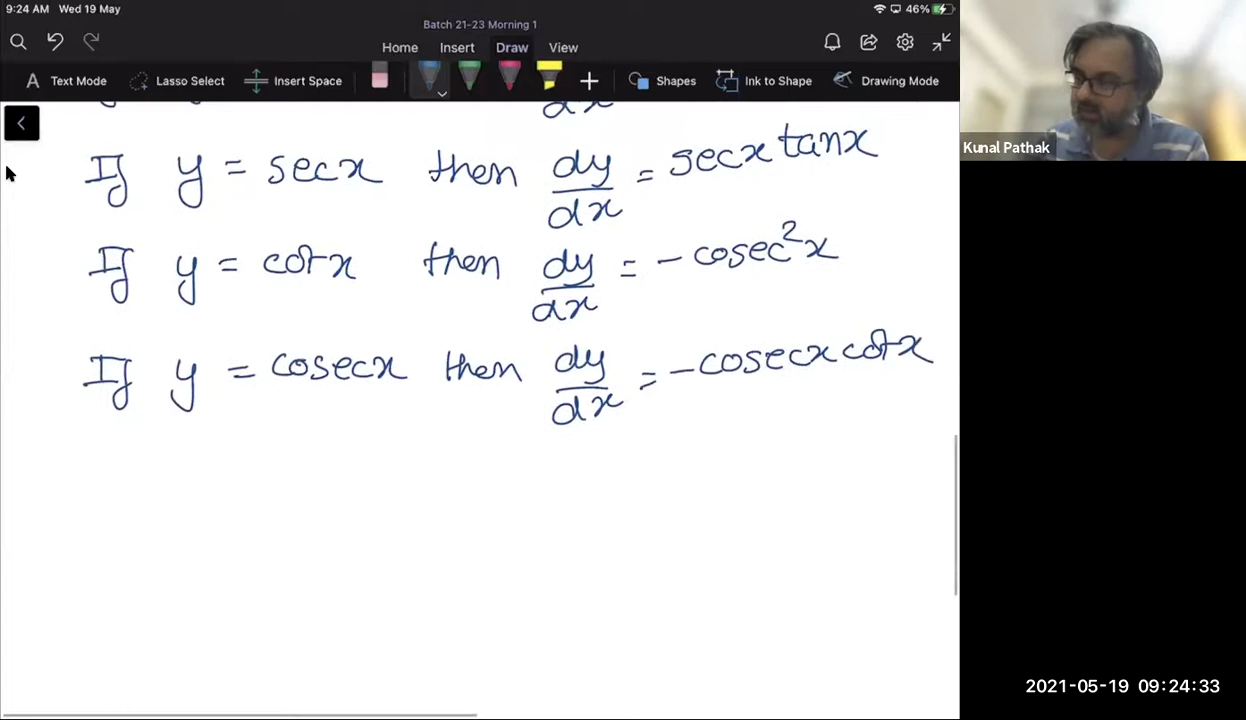 9:24 AM Wed 19 May
46%
Batch 21-23 Morning 1
Home Insert Draw View
Text Mode Lasso Select Insert Space Shapes Ink to Shape Drawing Mode
dx
If y = secx then dy/dx = secx tanx
If y = cotx then dy/dx = -cosec²x
If y = cosecx then dy/dx = -cosecx cotx
Kunal Pathak
2021-05-19 09:24:33